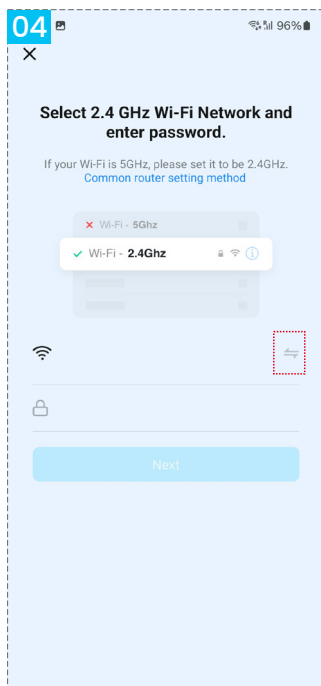 04
96%
Select 2.4 GHz Wi-Fi Network and
enter password.
If your Wi-Fi is 5GHz, please set it to be 2.4GHz.
Common router setting method
Wi-Fi - 5Ghz
Wi-Fi - 2.4Ghz
Next